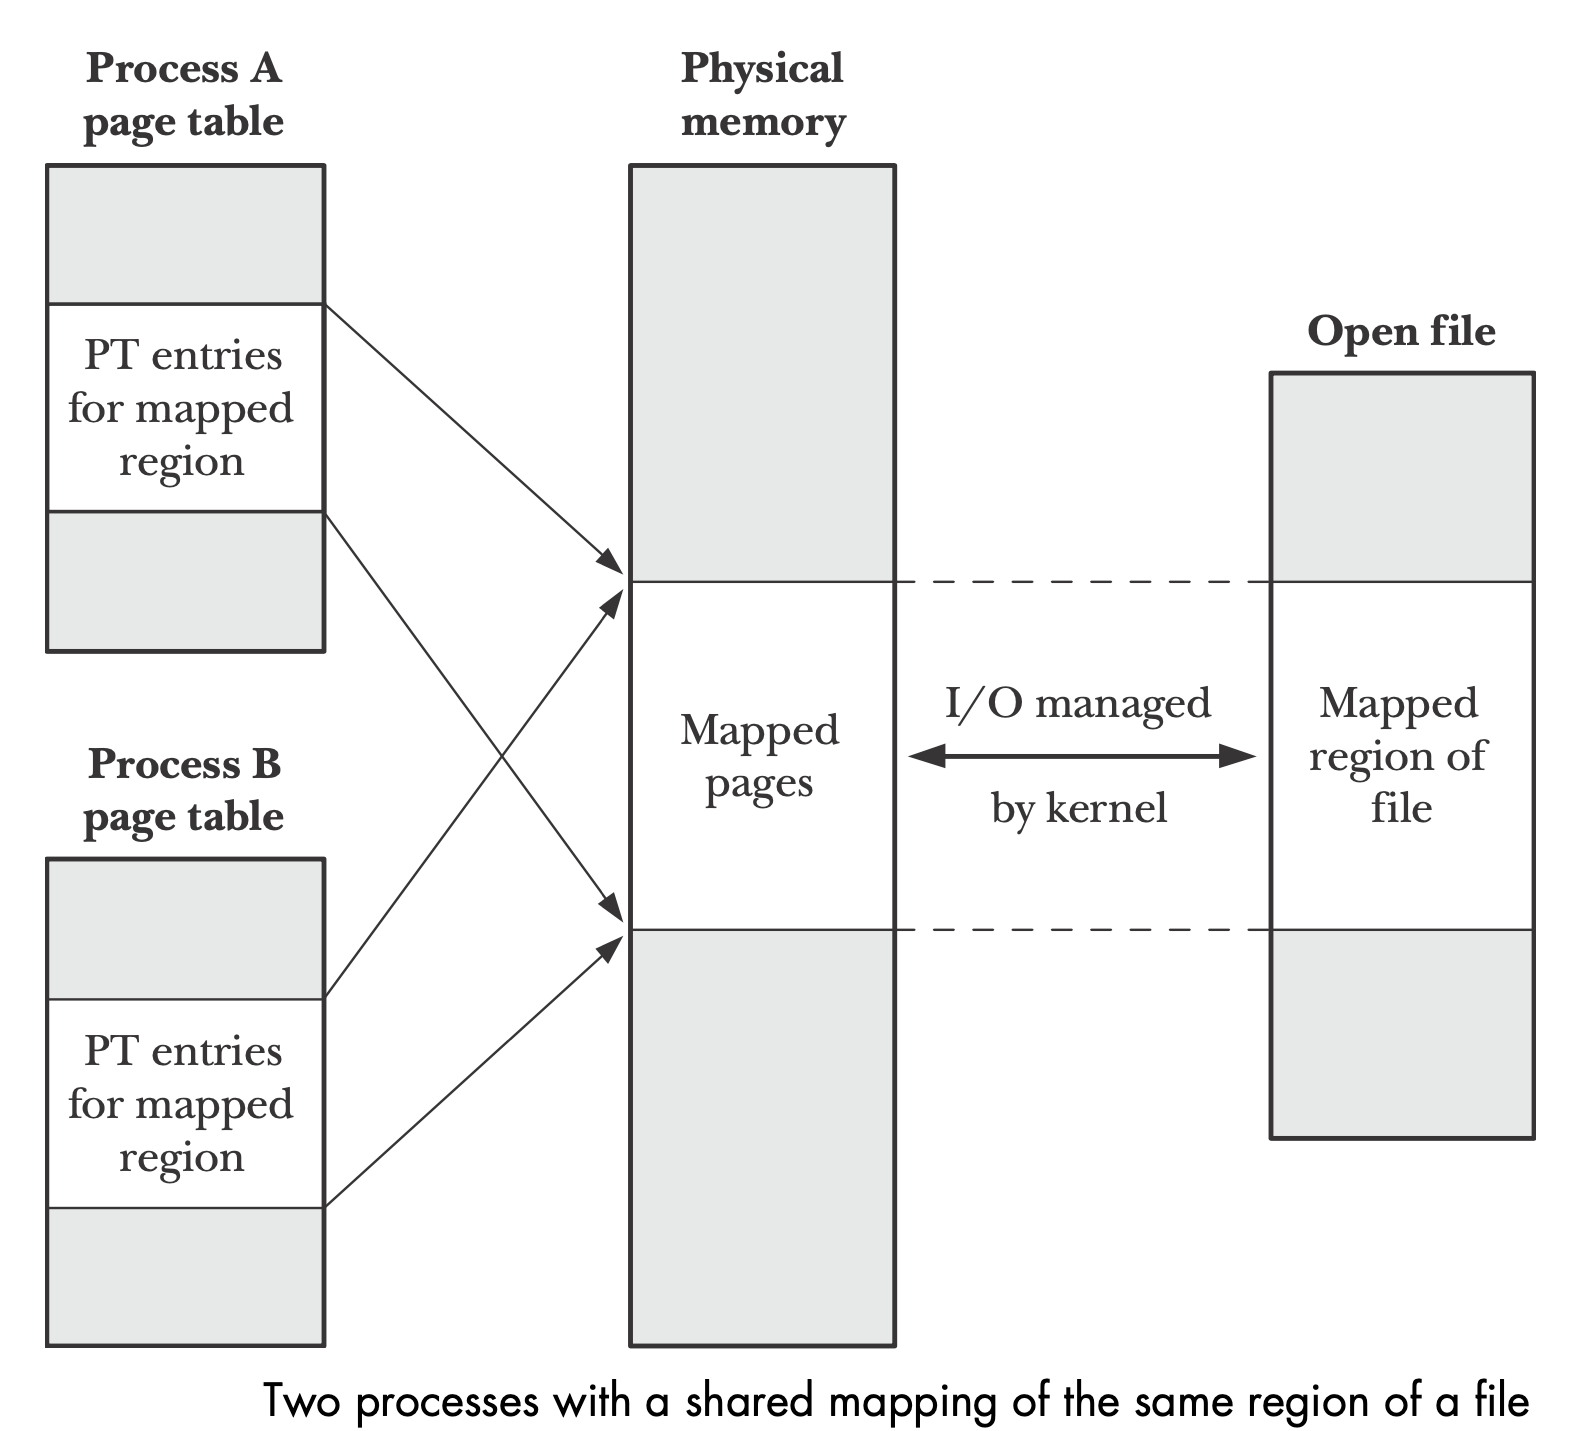 Process A
page table
PT entries
for mapped
region
Process B
page table
PT entries
for mapped
region
Physical
memory
Mapped
pages
I/O managed
by kernel
Open file
Mapped
region of
file
Two processes with a shared mapping of the same region of a file